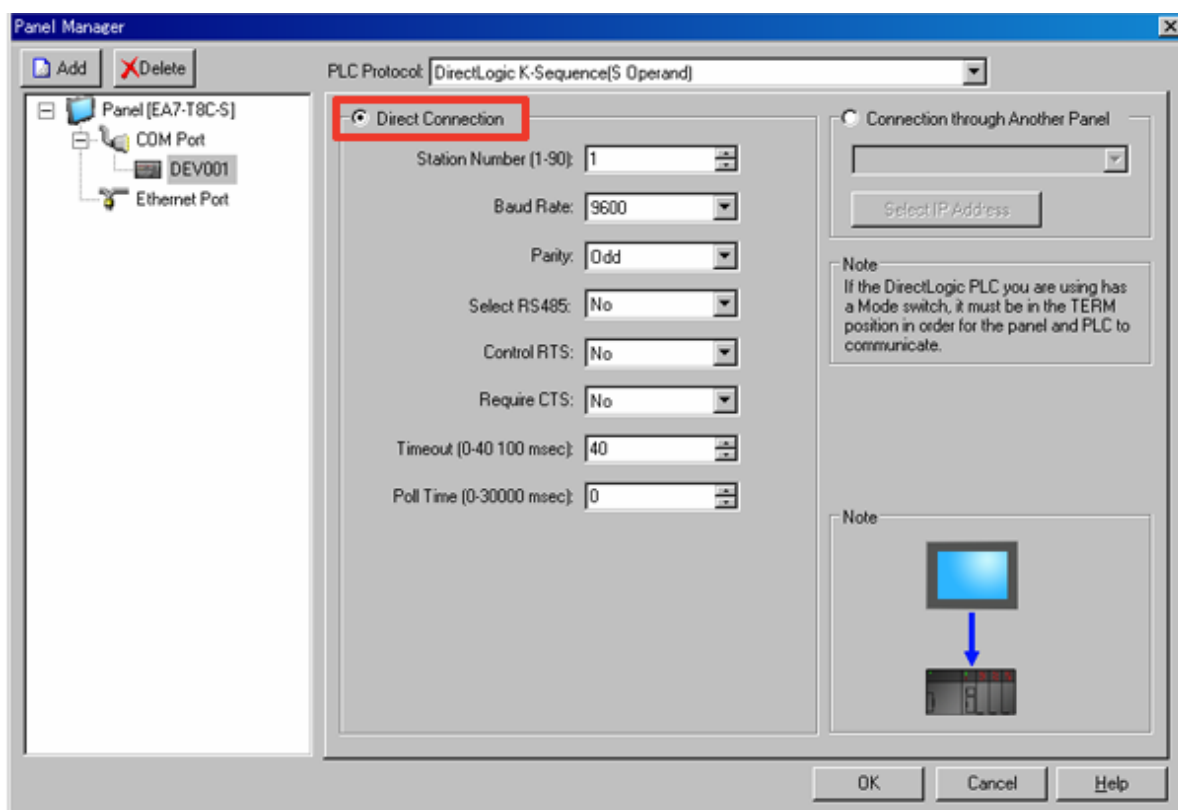 Panel Manager
Add
Delete
PLC Protocol: DirectLogic K-Sequence(S Operand)
Panel [EA7-T8C-S]
COM Port
DEV001
Ethernet Port
Direct Connection
Station Number (1-90): 1
Baud Rate: 9600
Parity: Odd
Select RS485: No
Control RTS: No
Require CTS: No
Timeout (0-40 100 msec): 40
Poll Time (0-30000 msec): 0
Connection through Another Panel
Select IP Address
Note
If the DirectLogic PLC you are using has
a Mode switch, it must be in the TERM
position in order for the panel and PLC to
communicate.
Note
OK
Cancel
Help